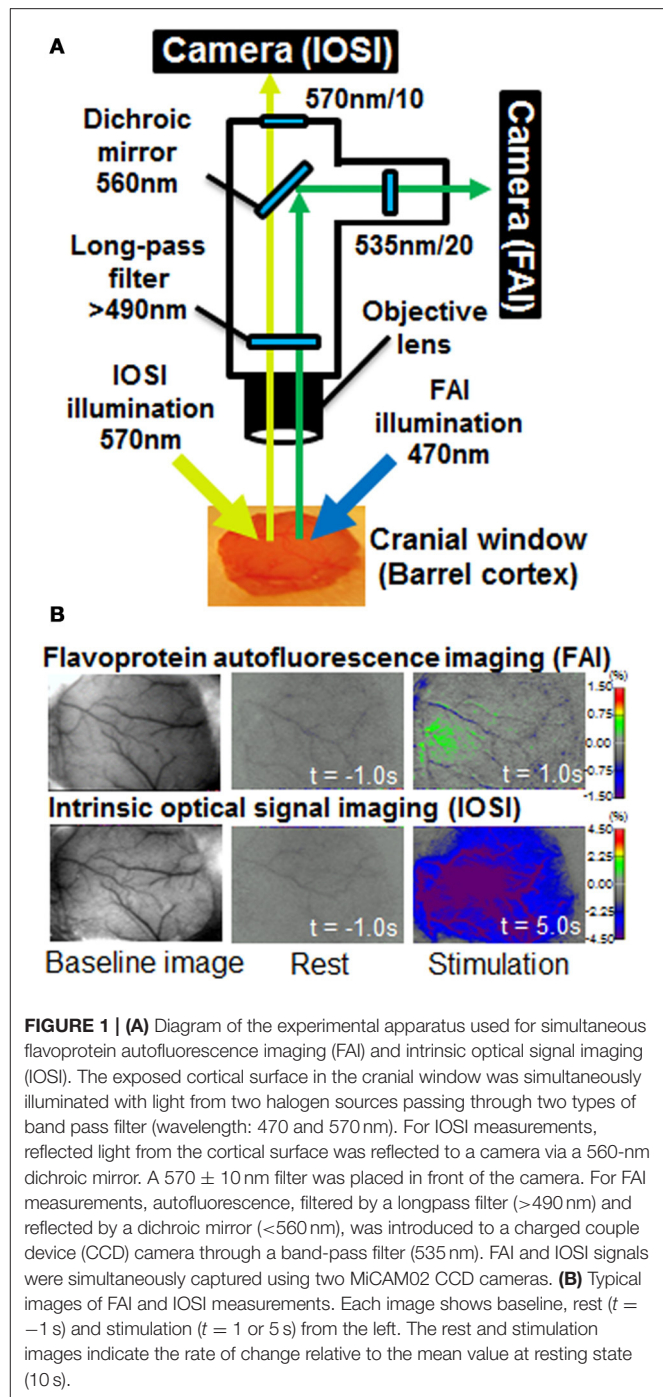 A
Camera (IOSI)
570nm/10
Dichroic
mirror
560nm
Camera
(FAI)
535nm/20
Long-pass
filter
>490nm
Objective
lens
IOSI
illumination
570nm
FAI
illumination
470nm
Cranial window
(Barrel cortex)
B
Flavoprotein autofluorescence imaging (FAI)
(%)
1.50
0.75
0.00
-0.75
-1.50
t = -1.0s
t = 1.0s
Intrinsic optical signal imaging (IOSI)
(%)
4.50
2.25
0.00
-2.25
-4.50
t = -1.0s
t = 5.0s
Baseline image
Rest
Stimulation
FIGURE 1 | (A) Diagram of the experimental apparatus used for simultaneous
flavoprotein autofluorescence imaging (FAI) and intrinsic optical signal imaging
(IOSI). The exposed cortical surface in the cranial window was simultaneously
illuminated with light from two halogen sources passing through two types of
band pass filter (wavelength: 470 and 570 nm). For IOSI measurements,
reflected light from the cortical surface was reflected to a camera via a 560-nm
dichroic mirror. A 570 ± 10 nm filter was placed in front of the camera. For FAI
measurements, autofluorescence, filtered by a longpass filter (>490 nm) and
reflected by a dichroic mirror (<560 nm), was introduced to a charged couple
device (CCD) camera through a band-pass filter (535 nm). FAI and IOSI signals
were simultaneously captured using two MiCAM02 CCD cameras. (B) Typical
images of FAI and IOSI measurements. Each image shows baseline, rest (t =
−1 s) and stimulation (t = 1 or 5 s) from the left. The rest and stimulation
images indicate the rate of change relative to the mean value at resting state
(10 s).